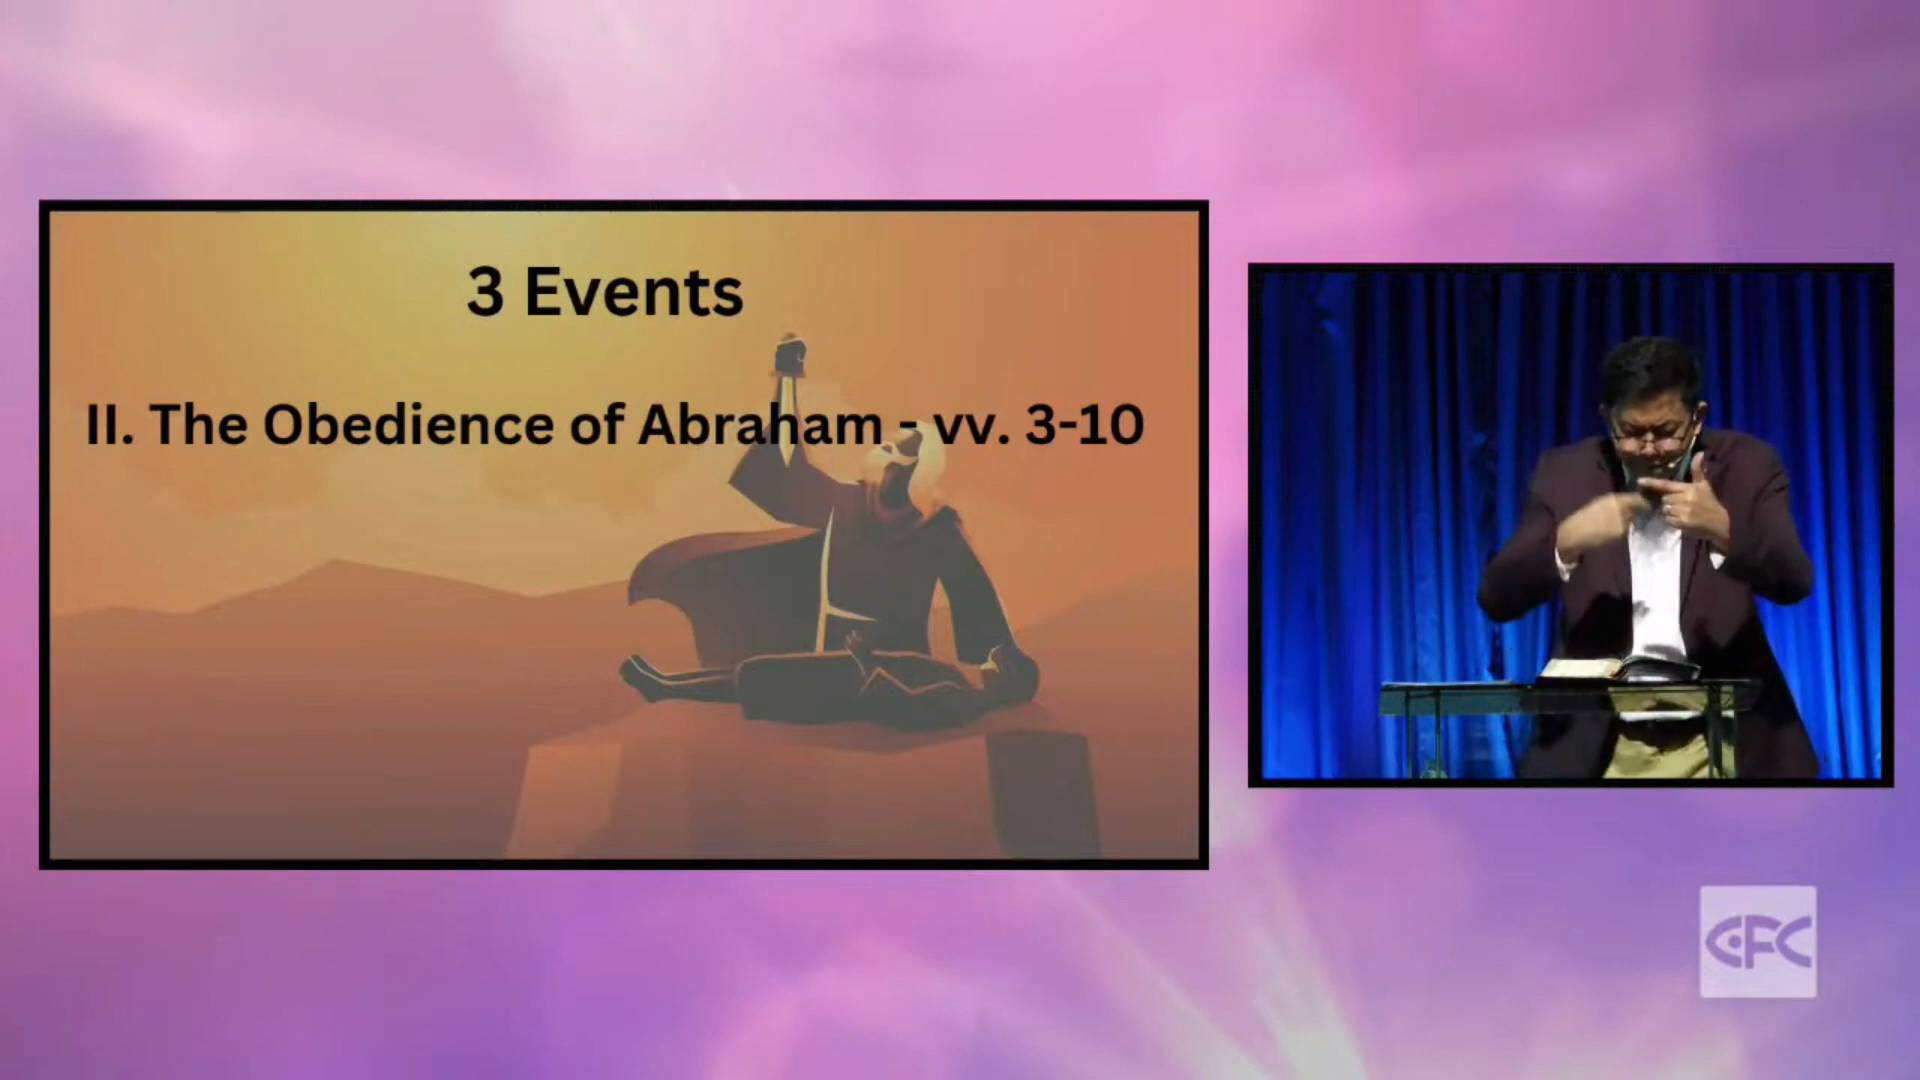 3 Events
II. The Obedience of Abraham - vv. 3-10
CFC